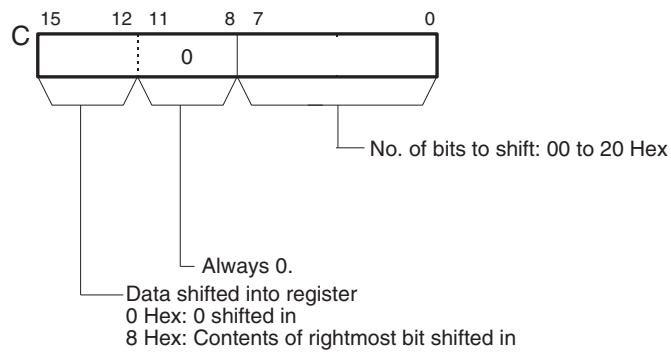 15 12 11 8 7 0
C
0
No. of bits to shift: 00 to 20 Hex
Always 0.
Data shifted into register
0 Hex: 0 shifted in
8 Hex: Contents of rightmost bit shifted in